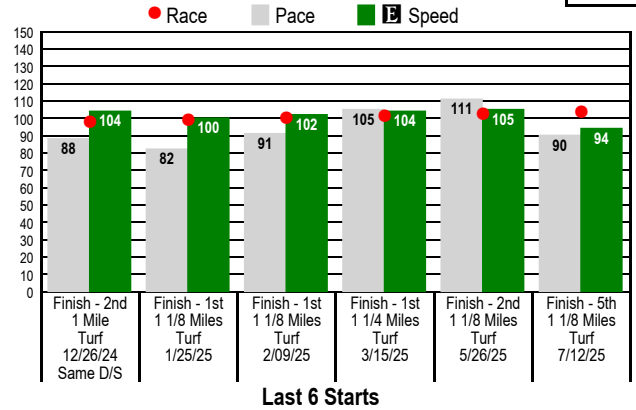 Race Pace E Speed
150
140
130
120
110
100
90
80
70
60
50
40
30
20
10
0
88 104
82 100
91 102
105 104
111 105
90 94
Finish - 2nd
1 Mile
Turf
12/26/24
Same D/S
Finish - 1st
1 1/8 Miles
Turf
1/25/25
Finish - 1st
1 1/8 Miles
Turf
2/09/25
Finish - 1st
1 1/4 Miles
Turf
3/15/25
Finish - 2nd
1 1/8 Miles
Turf
5/26/25
Finish - 5th
1 1/8 Miles
Turf
7/12/25
Last 6 Starts